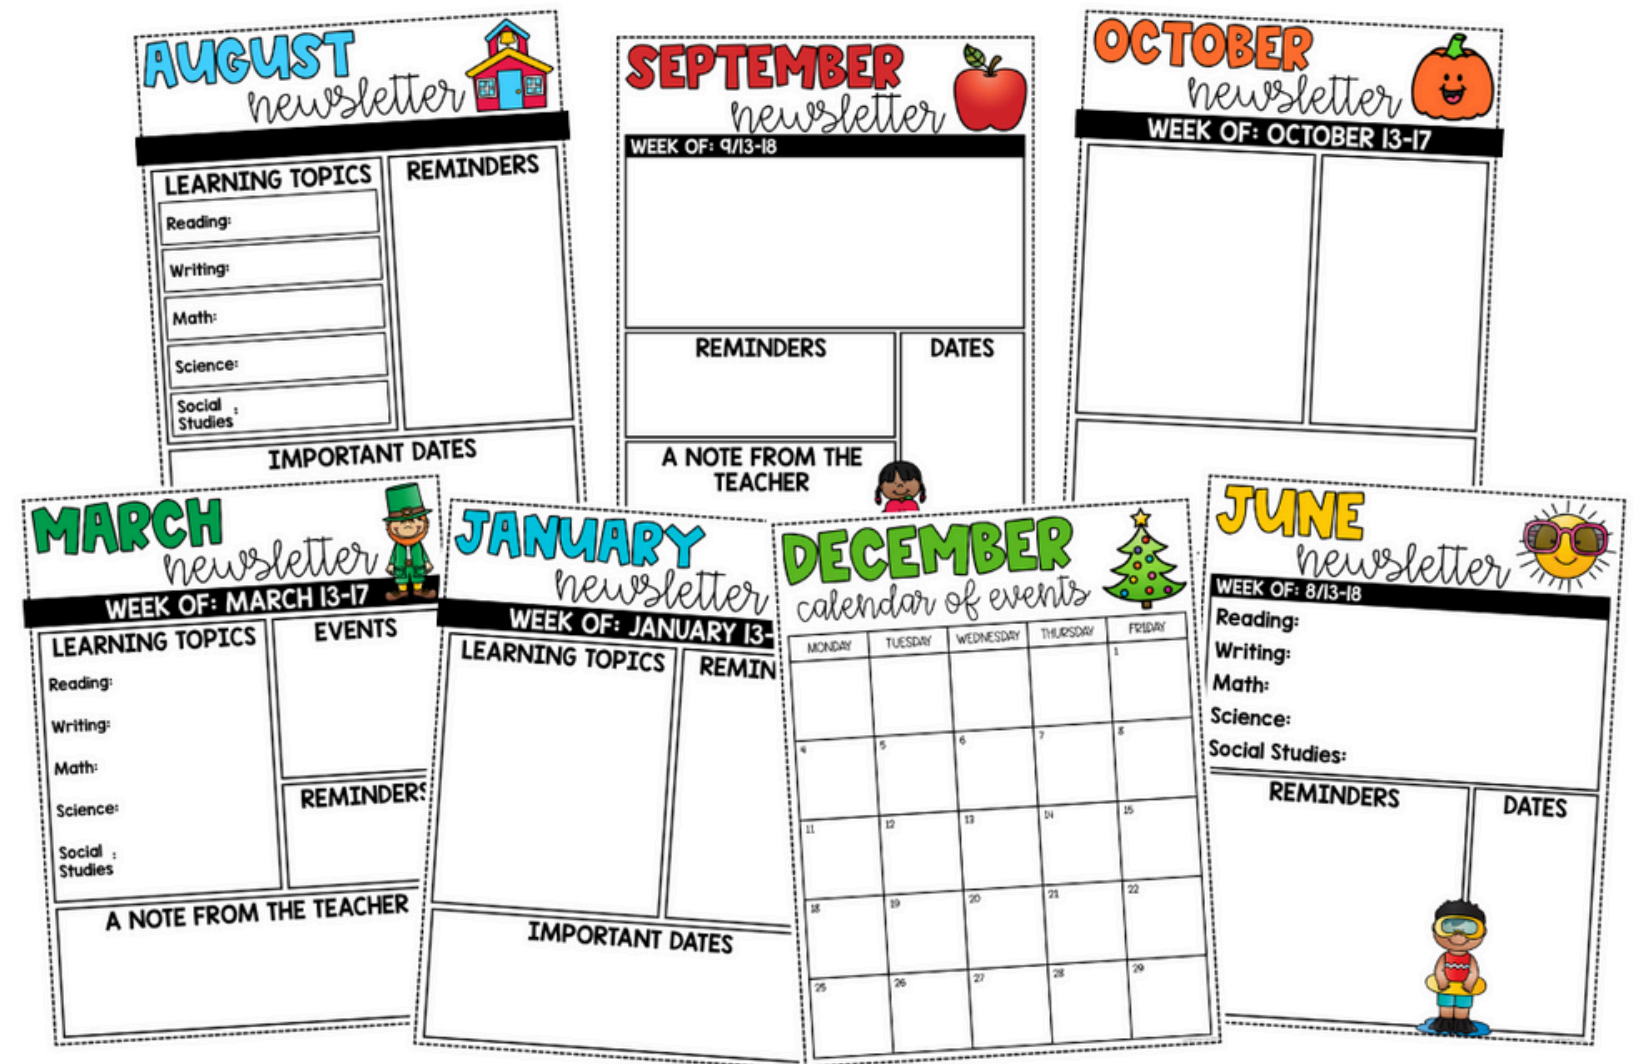 AUGUST
newsletter
LEARNING TOPICS
Reading:
Writing:
Math:
Science:
Social :
Studies
REMINDERS
IMPORTANT DATES
SEPTEMBER
newsletter
WEEK OF: 9/13-18
REMINDERS
DATES
A NOTE FROM THE
TEACHER
OCTOBER
newsletter
WEEK OF: OCTOBER 13-17
MARCH
newsletter
WEEK OF: MARCH 13-17
LEARNING TOPICS
Reading:
Writing:
Math:
Science:
Social :
Studies
EVENTS
REMINDERS
A NOTE FROM THE TEACHER
JANUARY
newsletter
WEEK OF: JANUARY 13-
LEARNING TOPICS
REMIN
IMPORTANT DATES
DECEMBER
calendar of events
MONDAY TUESDAY WEDNESDAY THURSDAY FRIDAY
1
4 5 6 7 8
11 12 13 14 15
18 19 20 21 22
25 26 27 28 29
JUNE
newsletter
WEEK OF: 8/13-18
Reading:
Writing:
Math:
Science:
Social Studies:
REMINDERS
DATES